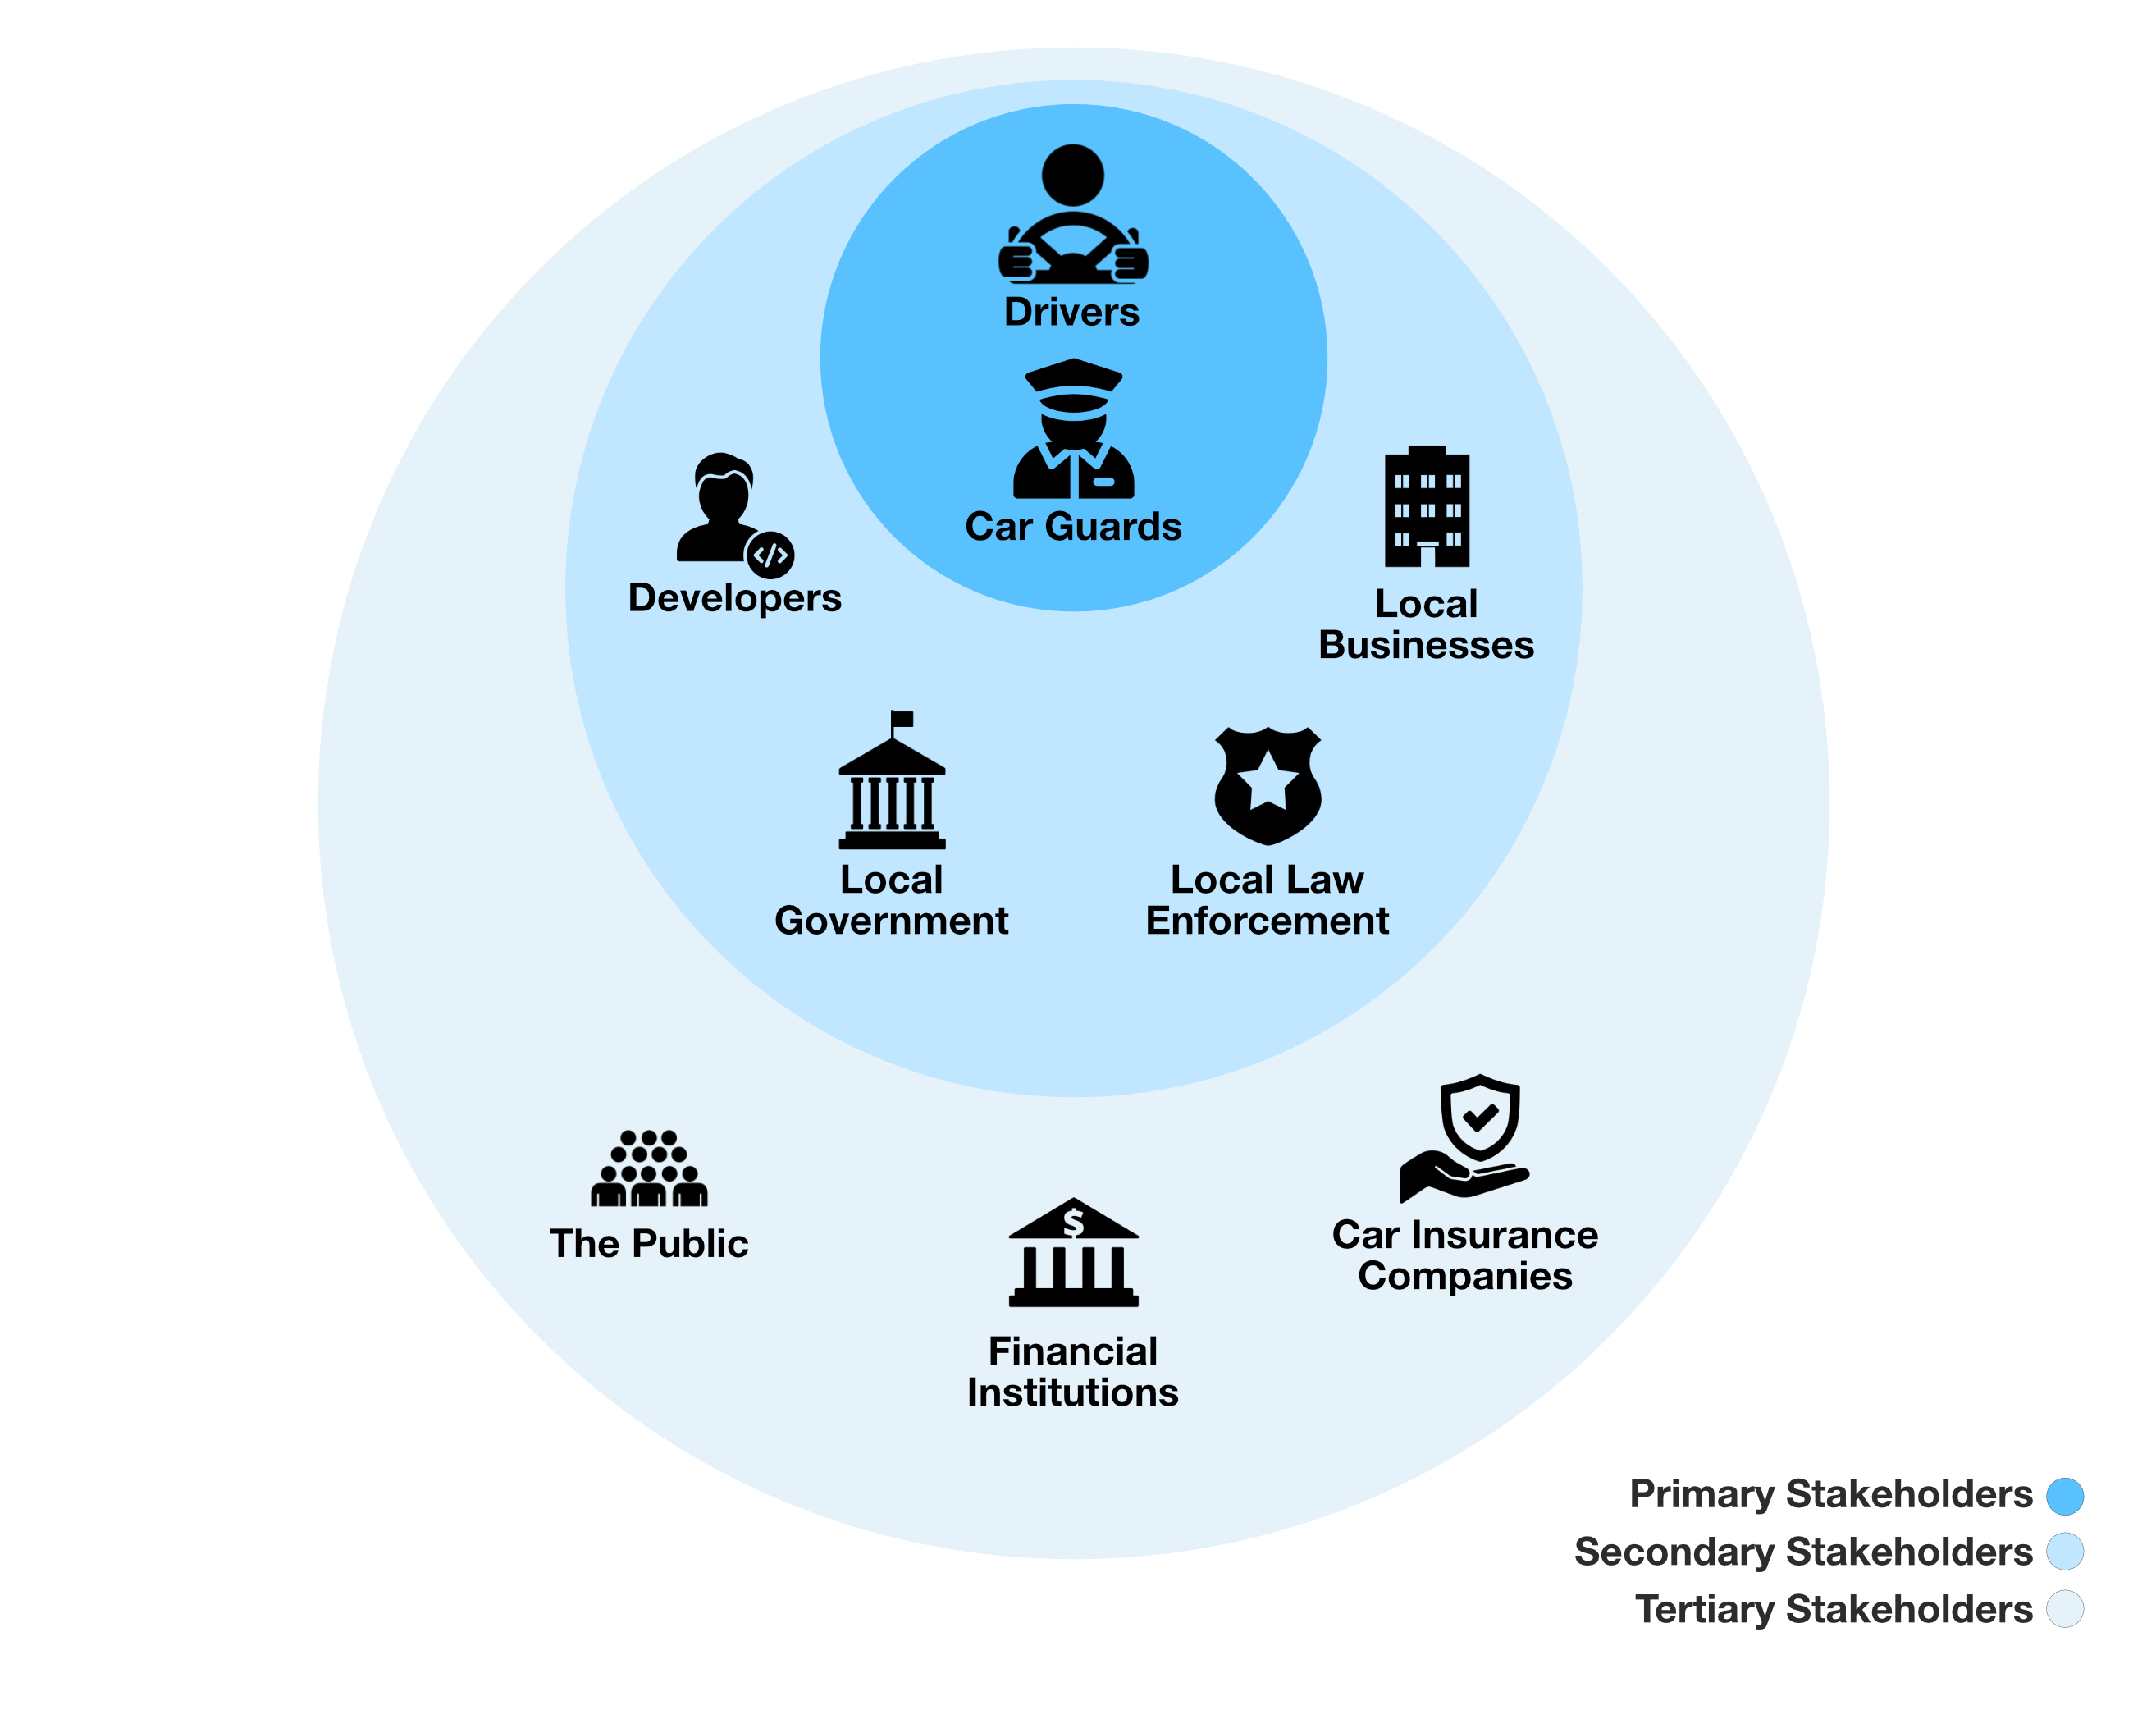 Drivers
Car Guards
Developers
Local
Businesses
Local
Government
Local Law
Enforcement
The Public
$
Financial
Institutions
Car Insurance
Companies
Primary Stakeholders
Secondary Stakeholders
Tertiary Stakeholders